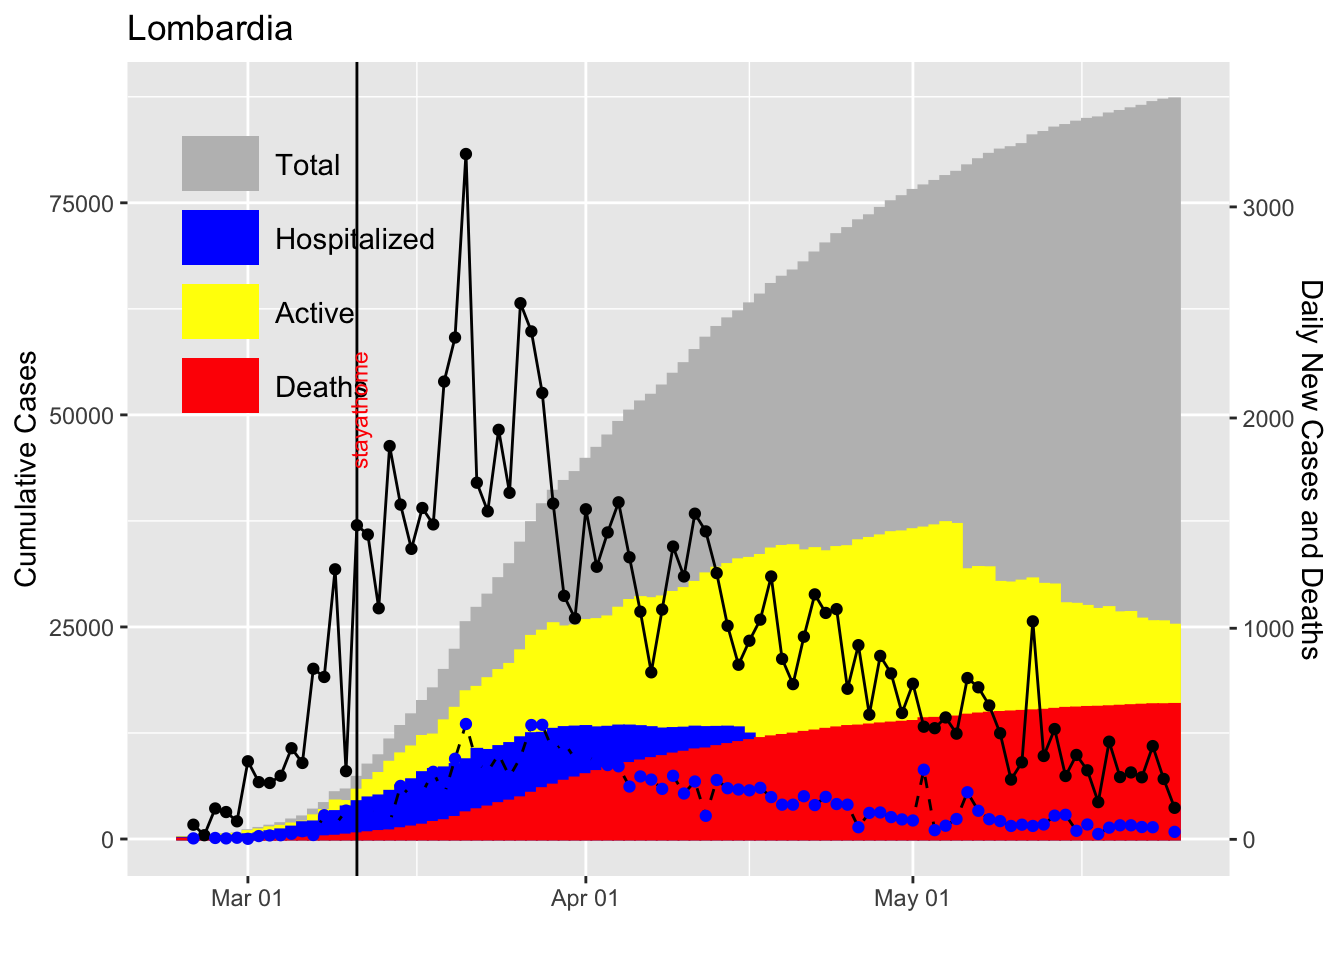 Lombardia
Total
Hospitalized
Active
Deaths
stayathome
Cumulative Cases
75000
50000
25000
0
Daily New Cases and Deaths
3000
2000
1000
0
Mar 01
Apr 01
May 01